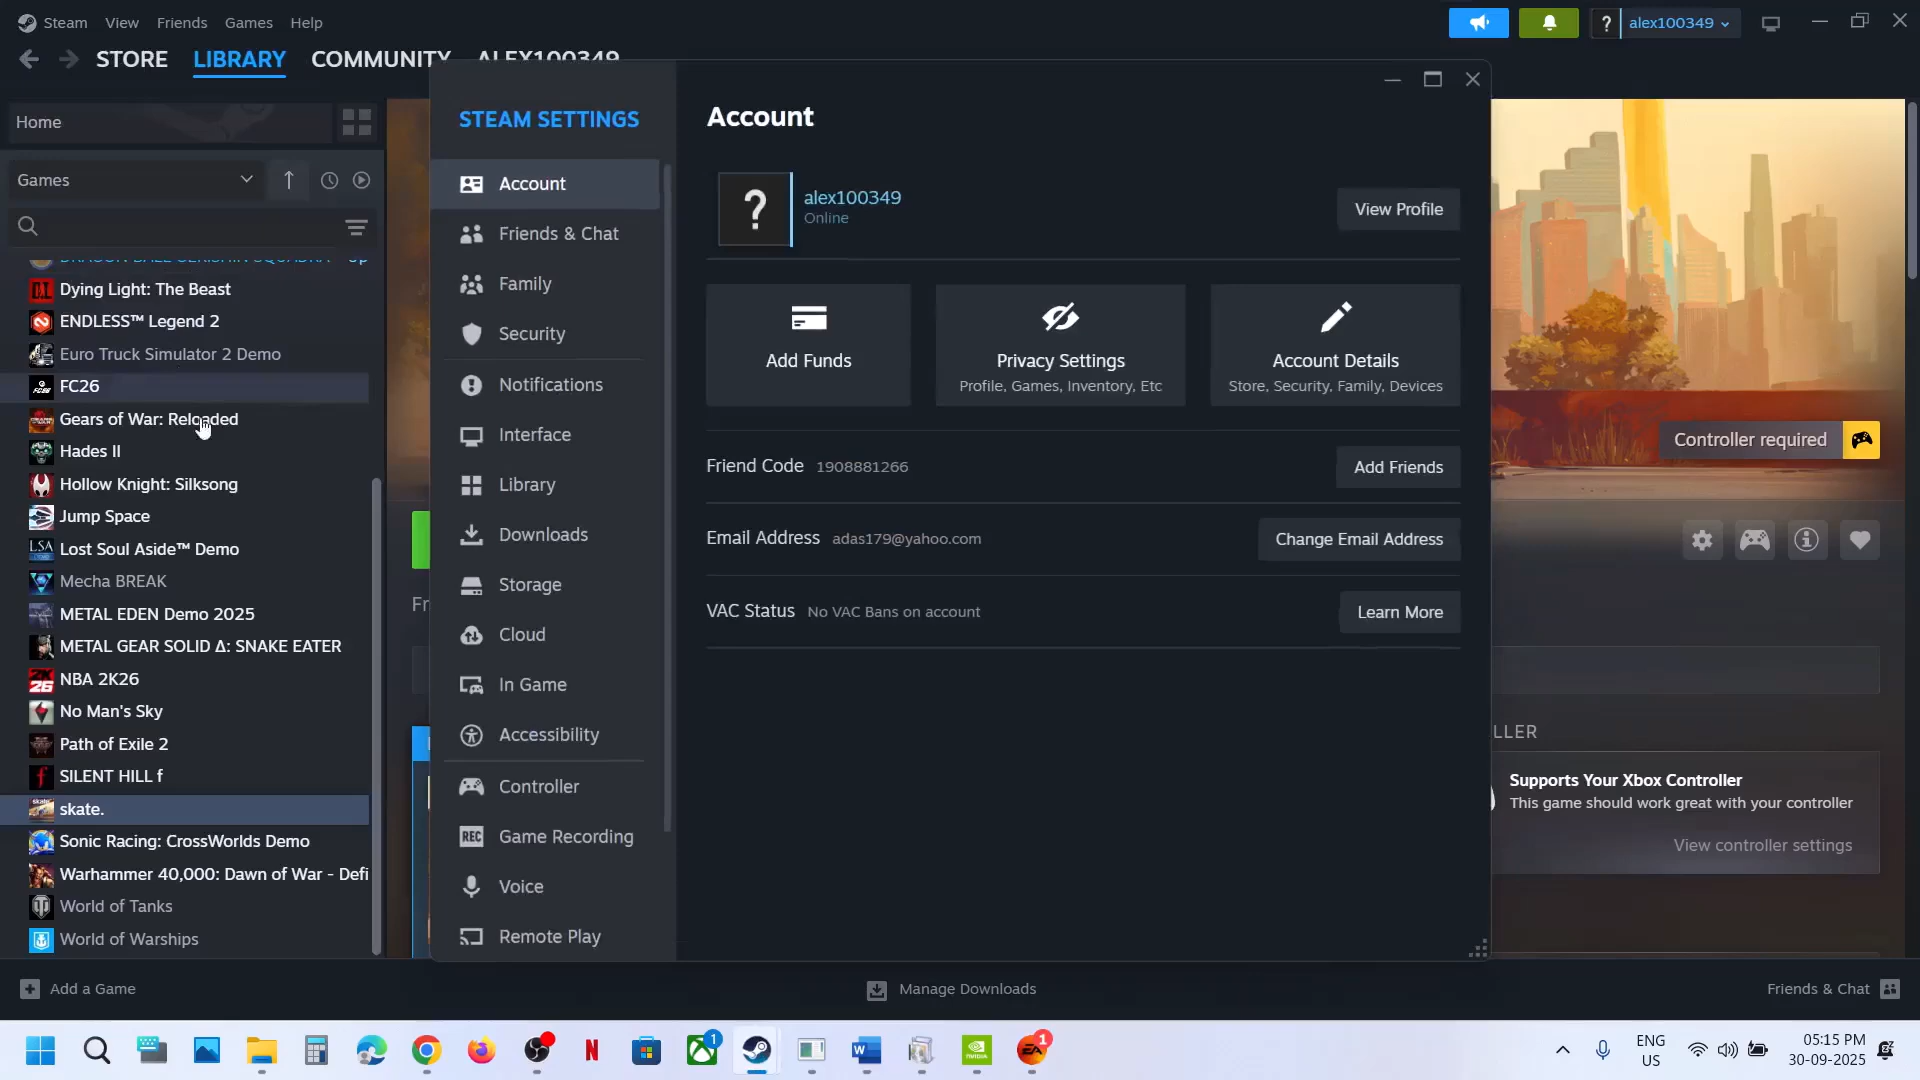 Steam View Friends Games Help
alex100349
STORE LIBRARY COMMUNITY ALEX100349
Home
Games
Dying Light: The Beast
ENDLESS™ Legend 2
Euro Truck Simulator 2 Demo
FC26
Gears of War: Reloaded
Hades II
Hollow Knight: Silksong
Jump Space
Lost Soul Aside™ Demo
Mecha BREAK
METAL EDEN Demo 2025
METAL GEAR SOLID Δ: SNAKE EATER
NBA 2K26
No Man's Sky
Path of Exile 2
SILENT HILL f
skate.
Sonic Racing: CrossWorlds Demo
Warhammer 40,000: Dawn of War - Defi
World of Tanks
World of Warships
STEAM SETTINGS
Account
Friends & Chat
Family
Security
Notifications
Interface
Library
Downloads
Storage
Cloud
In Game
Accessibility
Controller
REC Game Recording
Voice
Remote Play
Account
?
alex100349
Online
View Profile
Add Funds
Privacy Settings
Profile, Games, Inventory, Etc
Account Details
Store, Security, Family, Devices
Friend Code 1908881266
Add Friends
Email Address adas179@yahoo.com
Change Email Address
VAC Status No VAC Bans on account
Learn More
Controller required
Fr
LLER
Supports Your Xbox Controller
This game should work great with your controller
View controller settings
Add a Game
Manage Downloads
Friends & Chat
ENG
US
05:15 PM
30-09-2025